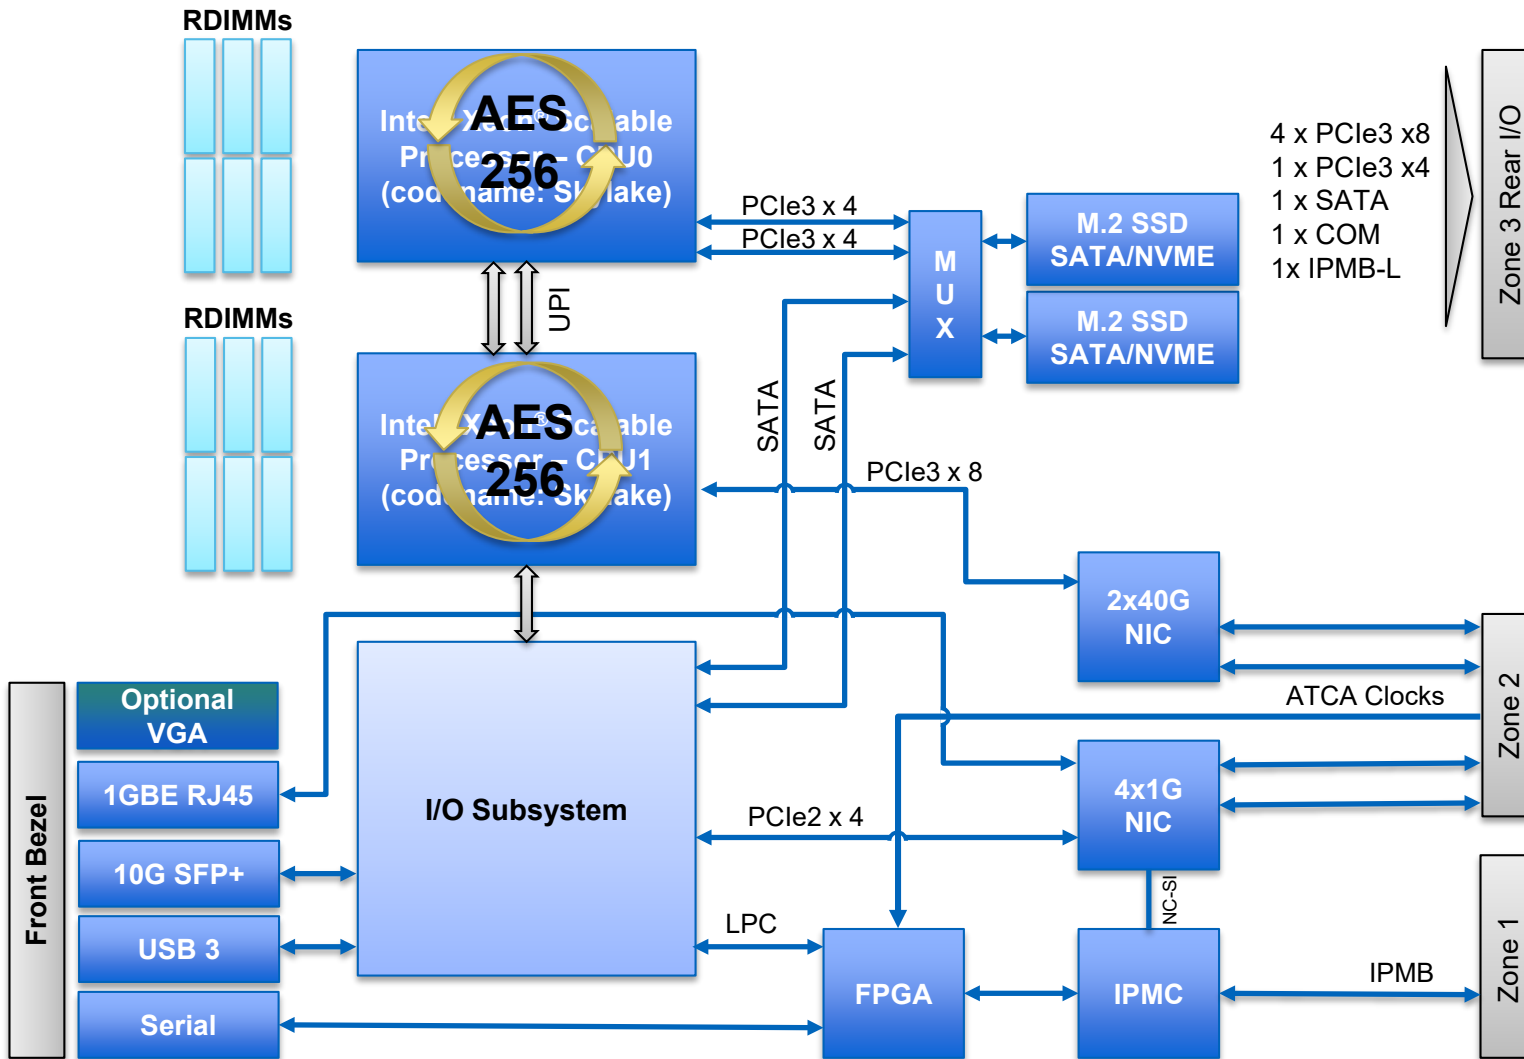 RDIMMs
AES
256
Intel Xeon® Scalable
Processor – CPU0
(codename: Skylake)
PCIe3 x 4
PCIe3 x 4
M
U
X
M.2 SSD
SATA/NVME
M.2 SSD
SATA/NVME
4 x PCIe3 x8
1 x PCIe3 x4
1 x SATA
1 x COM
1x IPMB-L
Zone 3 Rear I/O
UPI
RDIMMs
AES
256
Intel Xeon® Scalable
Processor – CPU1
(codename: Skylake)
SATA
SATA
PCIe3 x 8
2x40G
NIC
ATCA Clocks
Zone 2
Front Bezel
Optional
VGA
1GBE RJ45
10G SFP+
USB 3
Serial
I/O Subsystem
PCIe2 x 4
4x1G
NIC
NC-SI
LPC
FPGA
IPMC
IPMB
Zone 1